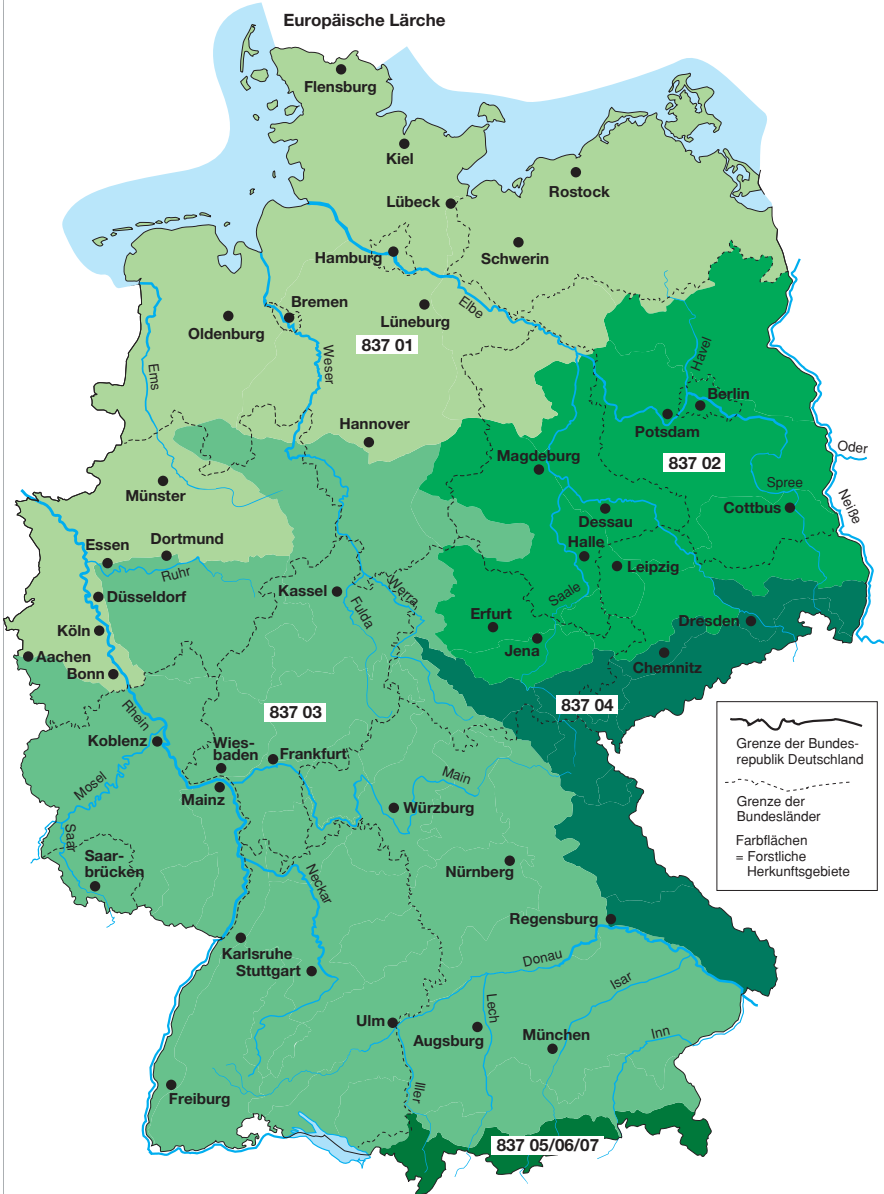 Europäische Lärche
Flensburg
Kiel
Rostock
Lübeck
Hamburg
Schwerin
Elbe
Bremen
Lüneburg
Oldenburg
837 01
Weser
Ems
Havel
Berlin
Potsdam
Hannover
Magdeburg
837 02
Oder
Münster
Spree
Cottbus
Neiße
Dessau
Dortmund
Essen
Halle
Leipzig
Ruhr
Kassel
Werra
Düsseldorf
Saale
Fulda
Erfurt
Dresden
Köln
Jena
Aachen
Chemnitz
Bonn
837 04
837 03
Rhein
Koblenz
Wies-
baden
Frankfurt
Mosel
Main
Mainz
Würzburg
Saar
Saar-
brücken
Nürnberg
Neckar
Regensburg
Karlsruhe
Stuttgart
Donau
Isar
Lech
Ulm
Augsburg
München
Inn
Iller
Freiburg
837 05/06/07
Grenze der Bundes-
republik Deutschland
Grenze der
Bundesländer
Farbflächen
= Forstliche
Herkunftsgebiete